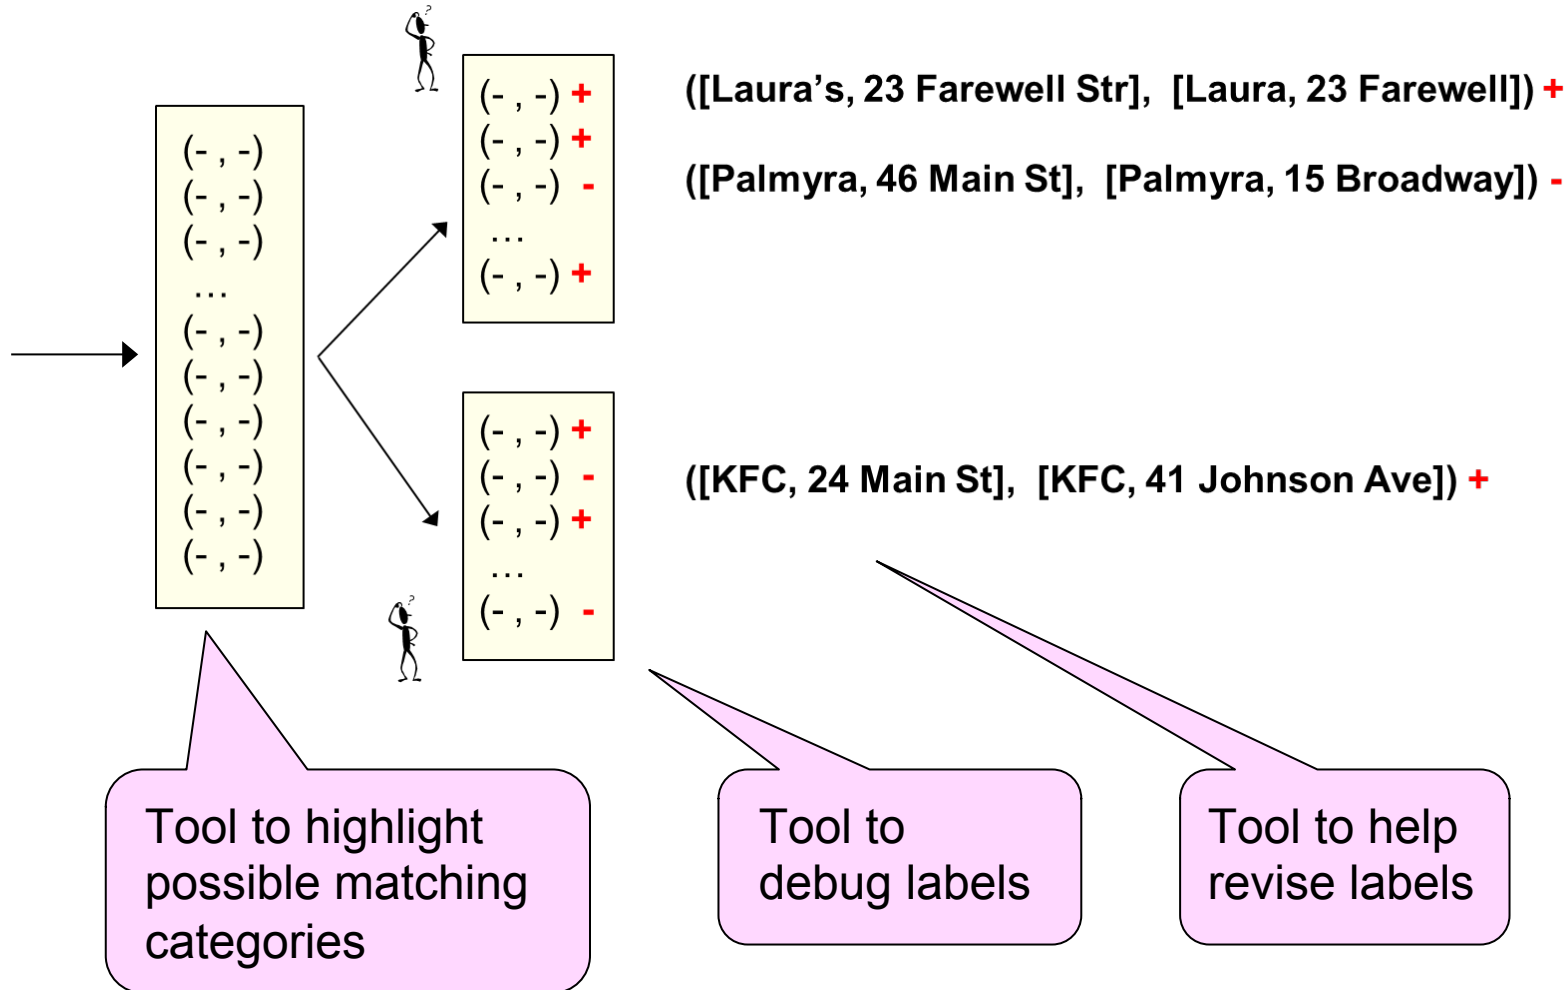 (- , -)
(- , -)
(- , -)
...
(- , -)
(- , -)
(- , -)
(- , -)
(- , -)
(- , -)
?
(- , -) +
(- , -) +
(- , -) -
...
(- , -) +
([Laura's, 23 Farewell Str], [Laura, 23 Farewell]) +
([Palmyra, 46 Main St], [Palmyra, 15 Broadway]) -
(- , -) +
(- , -) -
(- , -) +
...
(- , -) -
?
([KFC, 24 Main St], [KFC, 41 Johnson Ave]) +
Tool to highlight
possible matching
categories
Tool to
debug labels
Tool to help
revise labels